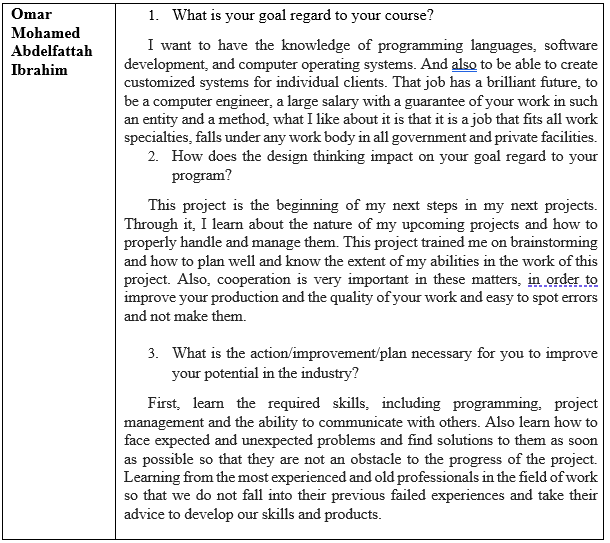 Omar
Mohamed
Abdelfattah
Ibrahim
1. What is your goal regard to your course?
I want to have the knowledge of programming languages, software
development, and computer operating systems. And also to be able to create
customized systems for individual clients. That job has a brilliant future, to
be a computer engineer, a large salary with a guarantee of your work in such
an entity and a method, what I like about it is that it is a job that fits all work
specialties, falls under any work body in all government and private facilities.
2. How does the design thinking impact on your goal regard to your
program?
This project is the beginning of my next steps in my next projects.
Through it, I learn about the nature of my upcoming projects and how to
properly handle and manage them. This project trained me on brainstorming
and how to plan well and know the extent of my abilities in the work of this
project. Also, cooperation is very important in these matters, in order to
improve your production and the quality of your work and easy to spot errors
and not make them.
3. What is the action/improvement/plan necessary for you to improve
your potential in the industry?
First, learn the required skills, including programming, project
management and the ability to communicate with others. Also learn how to
face expected and unexpected problems and find solutions to them as soon
as possible so that they are not an obstacle to the progress of the project.
Learning from the most experienced and old professionals in the field of work
so that we do not fall into their previous failed experiences and take their
advice to develop our skills and products.